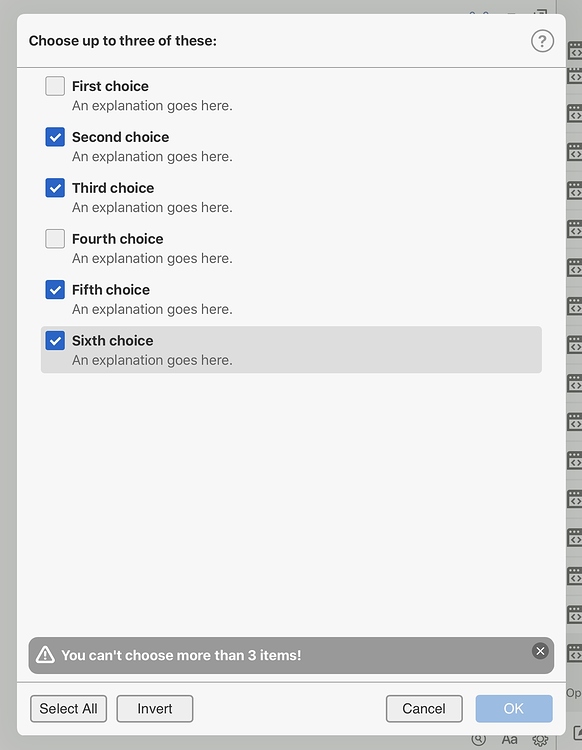 Choose up to three of these:
?
First choice
An explanation goes here.
Second choice
An explanation goes here.
Third choice
An explanation goes here.
Fourth choice
An explanation goes here.
Fifth choice
An explanation goes here.
Sixth choice
An explanation goes here.
You can't choose more than 3 items!
Op
Select All Invert Cancel OK
Aa